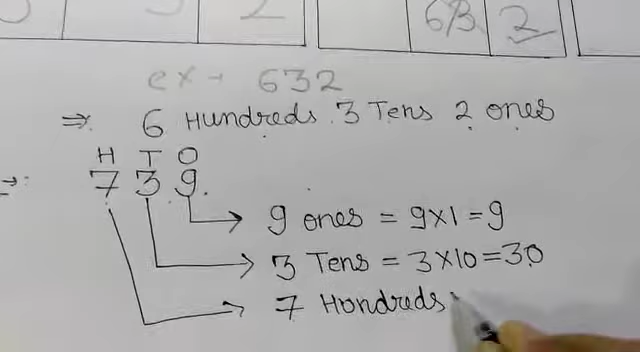 6 3 2
ex → 632
⇒ 6 Hundreds 3 Tens 2 ones
H T O
→: 7 3 9
9 ones = 9×1 = 9
3 Tens = 3×10 = 30
7 Hondreds